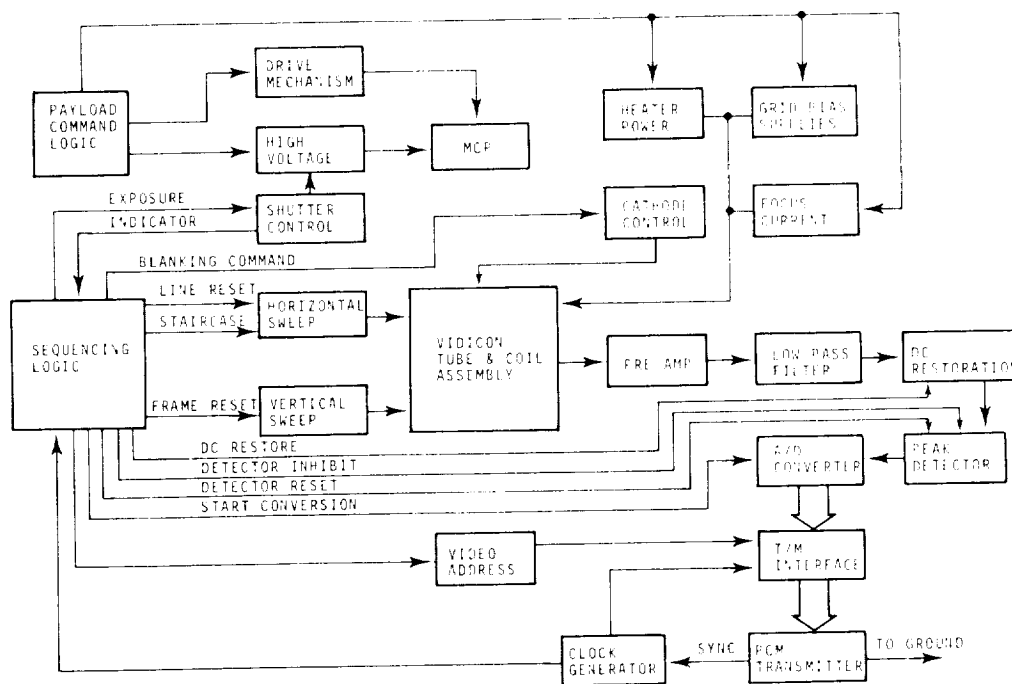 DRIVE
MECHANISM
PAYLOAD
COMMAND
LOGIC
HEATER
POWER
GRID BIAS
SUPPLIES
HIGH
VOLTAGE
MCP
EXPOSURE
INDICATOR
SHUTTER
CONTROL
CATHODE
CONTROL
FOCUS
CURRENT
BLANKING COMMAND
LINE RESET
STAIRCASE
HORIZONTAL
SWEEP
SEQUENCING
LOGIC
VIDICON
TUBE & COIL
ASSEMBLY
PRE AMP
LOW PASS
FILTER
DC
RESTORATION
FRAME RESET
VERTICAL
SWEEP
DC RESTORE
DETECTOR INHIBIT
DETECTOR RESET
START CONVERSION
A/D
CONVERTER
PEAK
DETECTOR
VIDEO
ADDRESS
T/M
INTERFACE
CLOCK
GENERATOR
SYNC
PCM
TRANSMITTER
TO GROUND